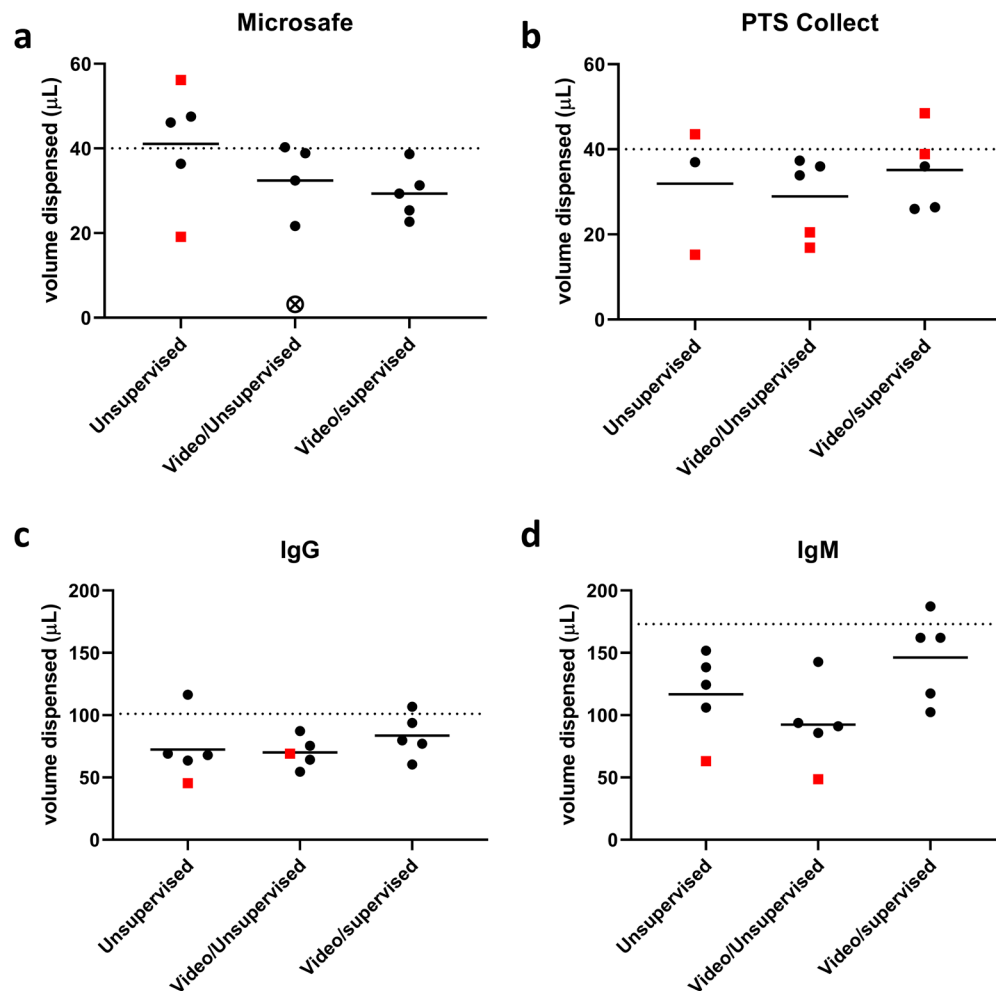 a
Microsafe
volume dispensed (μL)
60
40
20
0
Unsupervised
Video/Unsupervised
Video/supervised
b
PTS Collect
volume dispensed (μL)
60
40
20
0
Unsupervised
Video/Unsupervised
Video/supervised
c
IgG
volume dispensed (μL)
200
150
100
50
0
Unsupervised
Video/Unsupervised
Video/supervised
d
IgM
volume dispensed (μL)
200
150
100
50
0
Unsupervised
Video/Unsupervised
Video/supervised